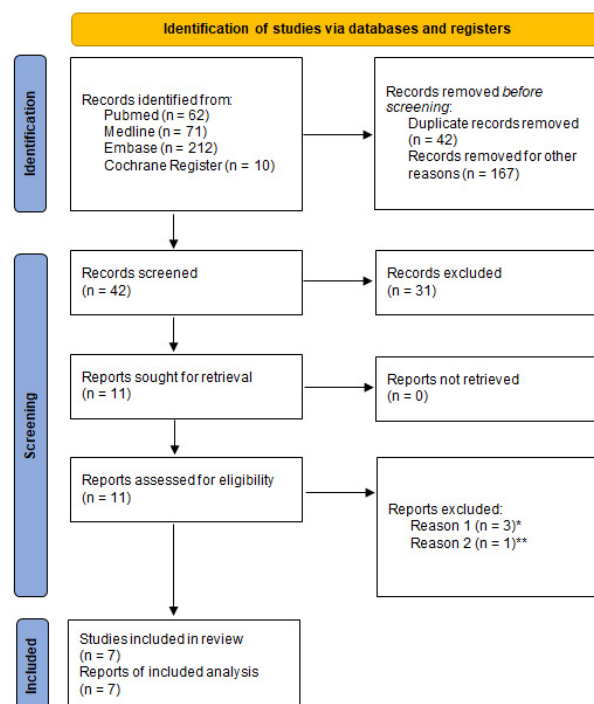 Identification of studies via databases and registers
Identification
Records identified from:
Pubmed (n = 62)
Medline (n = 71)
Embase (n = 212)
Cochrane Register (n = 10)
Records removed before
screening:
Duplicate records removed
(n = 42)
Records removed for other
reasons (n = 167)
Screening
Records screened
(n = 42)
Records excluded
(n = 31)
Reports sought for retrieval
(n = 11)
Reports not retrieved
(n = 0)
Reports assessed for eligibility
(n = 11)
Reports excluded:
Reason 1 (n = 3)*
Reason 2 (n = 1)**
Included
Studies included in review
(n = 7)
Reports of included analysis
(n = 7)